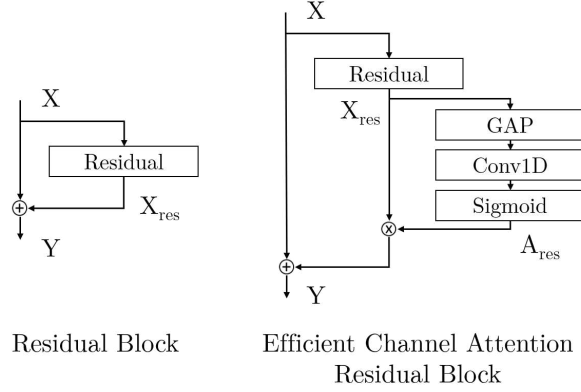 X
Residual
X_res
+
Y
Residual Block
X
Residual
X_res
GAP
Conv1D
Sigmoid
A_res
x
+
Y
Efficient Channel Attention
Residual Block